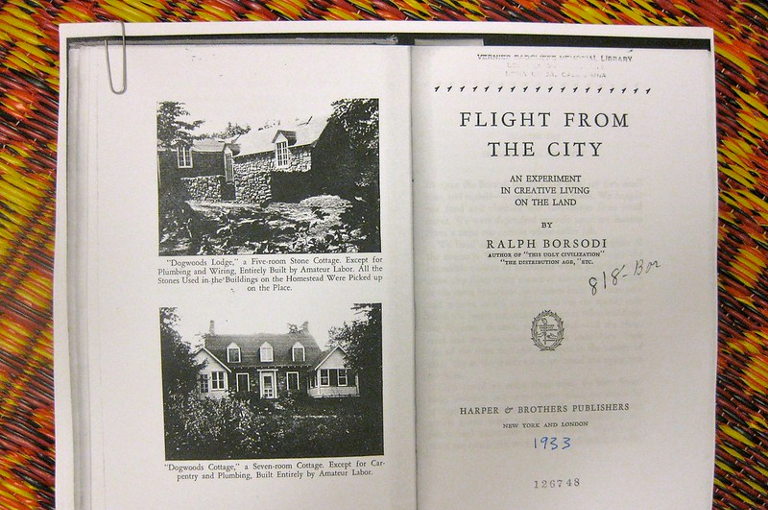 "Dogwoods Lodge," a Five-room Stone Cottage. Except for
Plumbing and Wiring, Entirely Built by Amateur Labor. All the
Stones Used in the Buildings on the Homestead Were Picked up
on the Place.
"Dogwoods Cottage," a Seven-room Cottage. Except for Car-
pentry and Plumbing, Built Entirely by Amateur Labor.
MEMORIAL LIBRARY
FLIGHT FROM
THE CITY
AN EXPERIMENT
IN CREATIVE LIVING
ON THE LAND
BY
RALPH BORSODI
AUTHOR OF "THIS UGLY CIVILIZATION"
"THE DISTRIBUTION AGE, "ETC.
818-Bor
HARPER & BROTHERS PUBLISHERS
NEW YORK AND LONDON
1933
126748